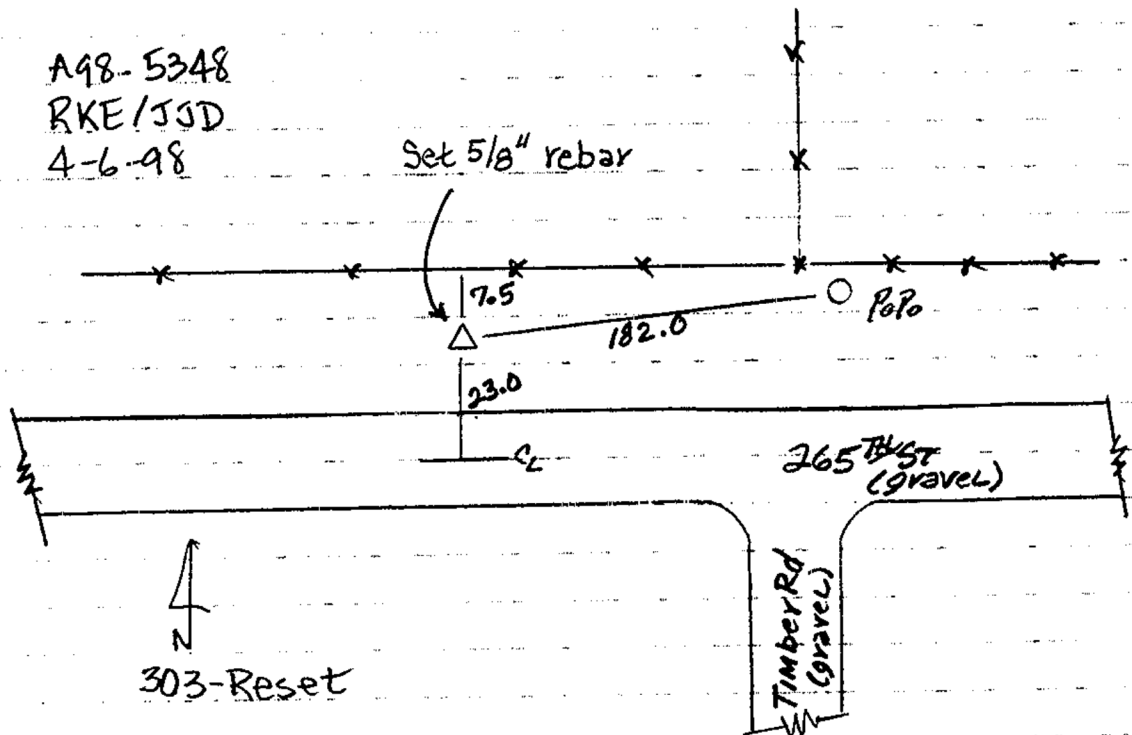 A98-5348
RKE/JJD
4-6-98
Set 5/8" rebar
7.5
182.0
P.P.
23.0
CL
265TH ST
(gravel)
Timber Rd
(gravel)
N
303-Reset